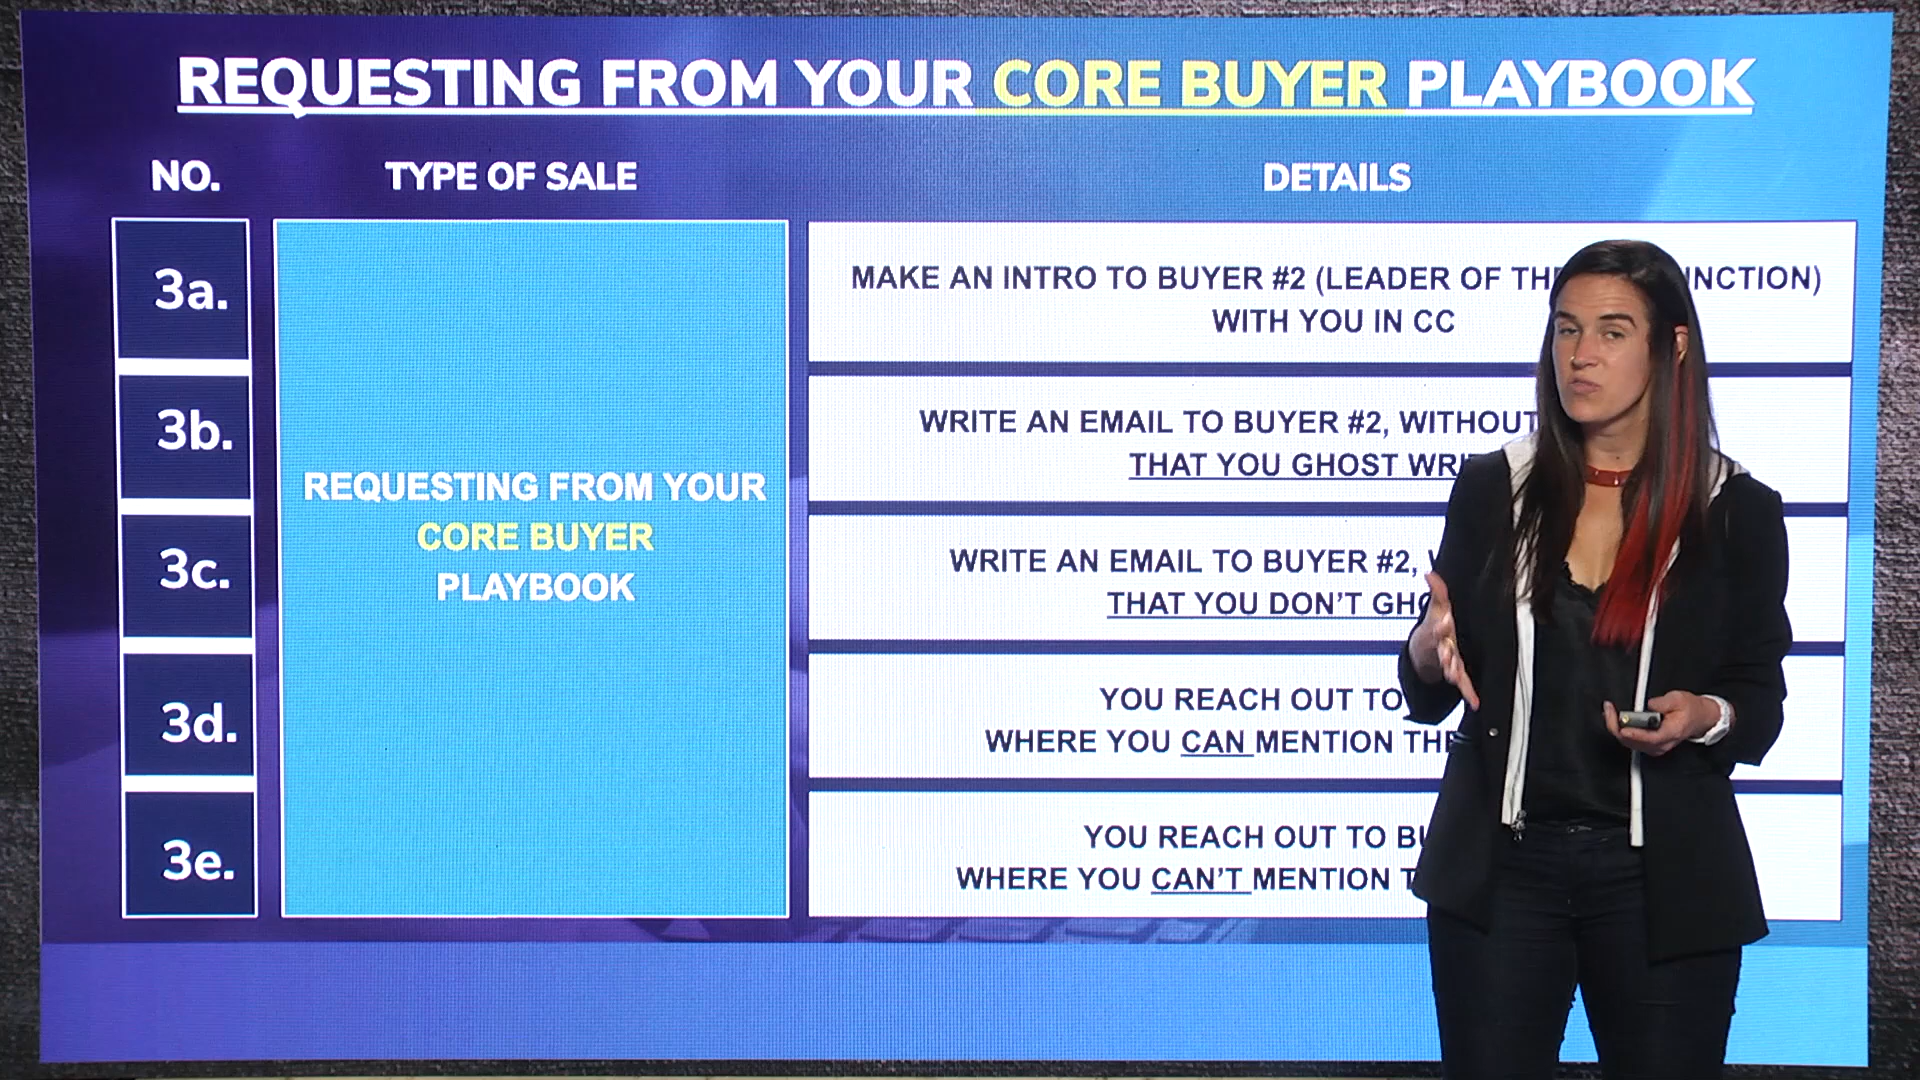 REQUESTING FROM YOUR CORE BUYER PLAYBOOK
NO. TYPE OF SALE DETAILS
3a.
MAKE AN INTRO TO BUYER #2 (LEADER OF
WITH YOU IN CC
3b.
WRITE AN EMAIL TO BUYER #2, WITHOUT
THAT YOU GHOST
3c.
WRITE AN EMAIL TO BUYER #2,
THAT YOU DON'T
3d.
YOU REACH OUT TO
WHERE YOU CAN MENTION
3e.
YOU REACH OUT TO
WHERE YOU CAN'T MENTION
REQUESTING FROM YOUR
CORE BUYER
PLAYBOOK